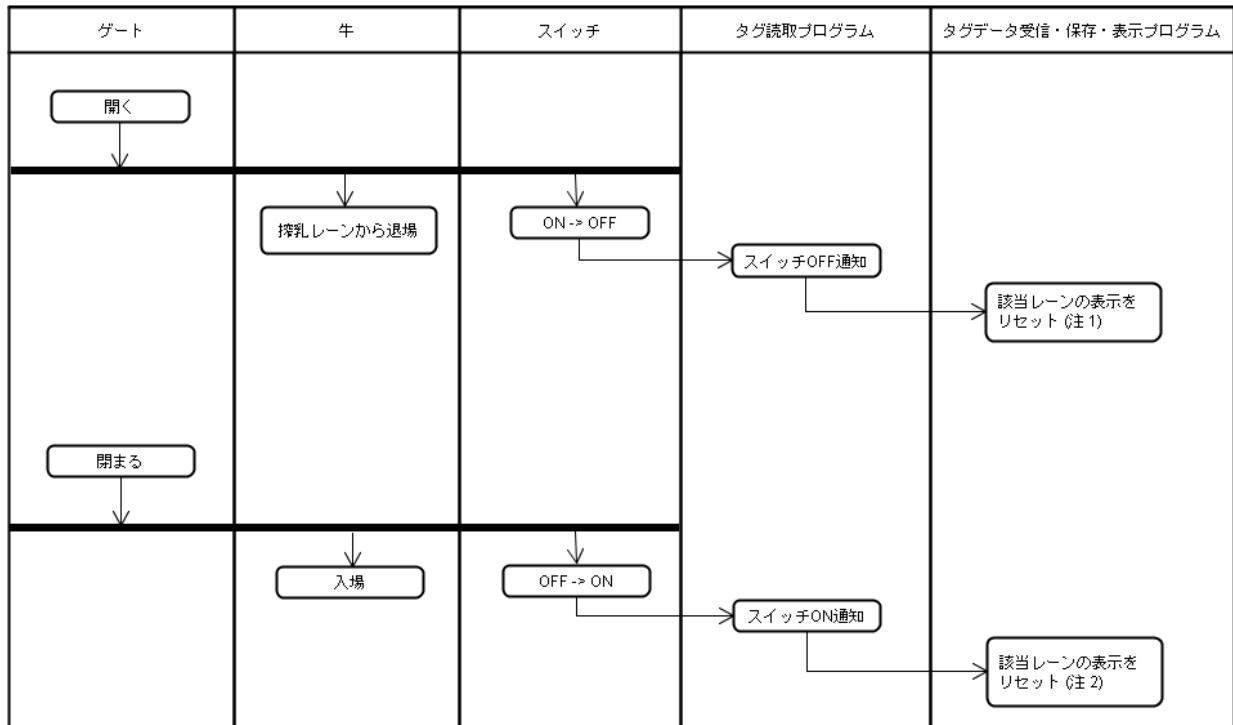 ゲート
牛
スイッチ
タグ読取プログラム
タグデータ受信・保存・表示プログラム
開く
搾乳レーンから退場
ON -> OFF
スイッチOFF通知
該当レーンの表示を
リセット (注1)
閉まる
入場
OFF -> ON
スイッチON通知
該当レーンの表示を
リセット (注2)